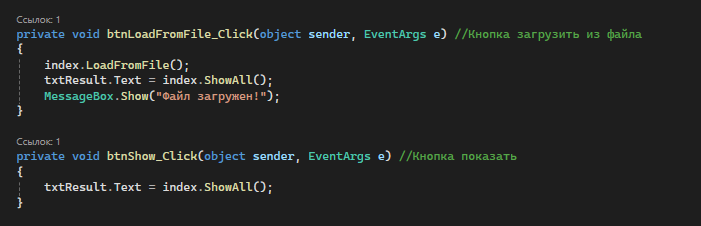 Ссылок: 1
private void btnLoadFromFile_Click(object sender, EventArgs e) //Кнопка загрузить из файла
{
index.LoadFromFile();
txtResult.Text = index.ShowAll();
MessageBox.Show("Файл загружен!");
}
Ссылок: 1
private void btnShow_Click(object sender, EventArgs e) //Кнопка показать
{
txtResult.Text = index.ShowAll();
}